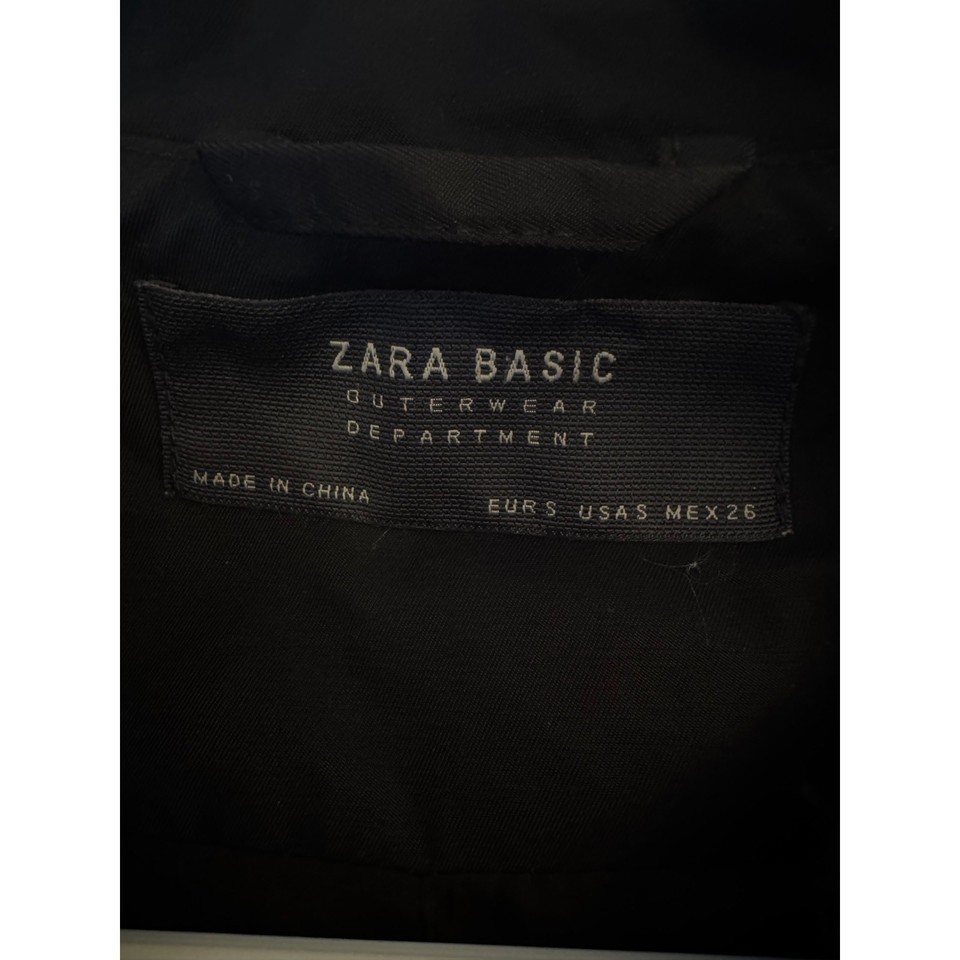 ZARA BASIC
OUTERWEAR
DEPARTMENT
MADE IN CHINA
EUR S USA S MEX 26